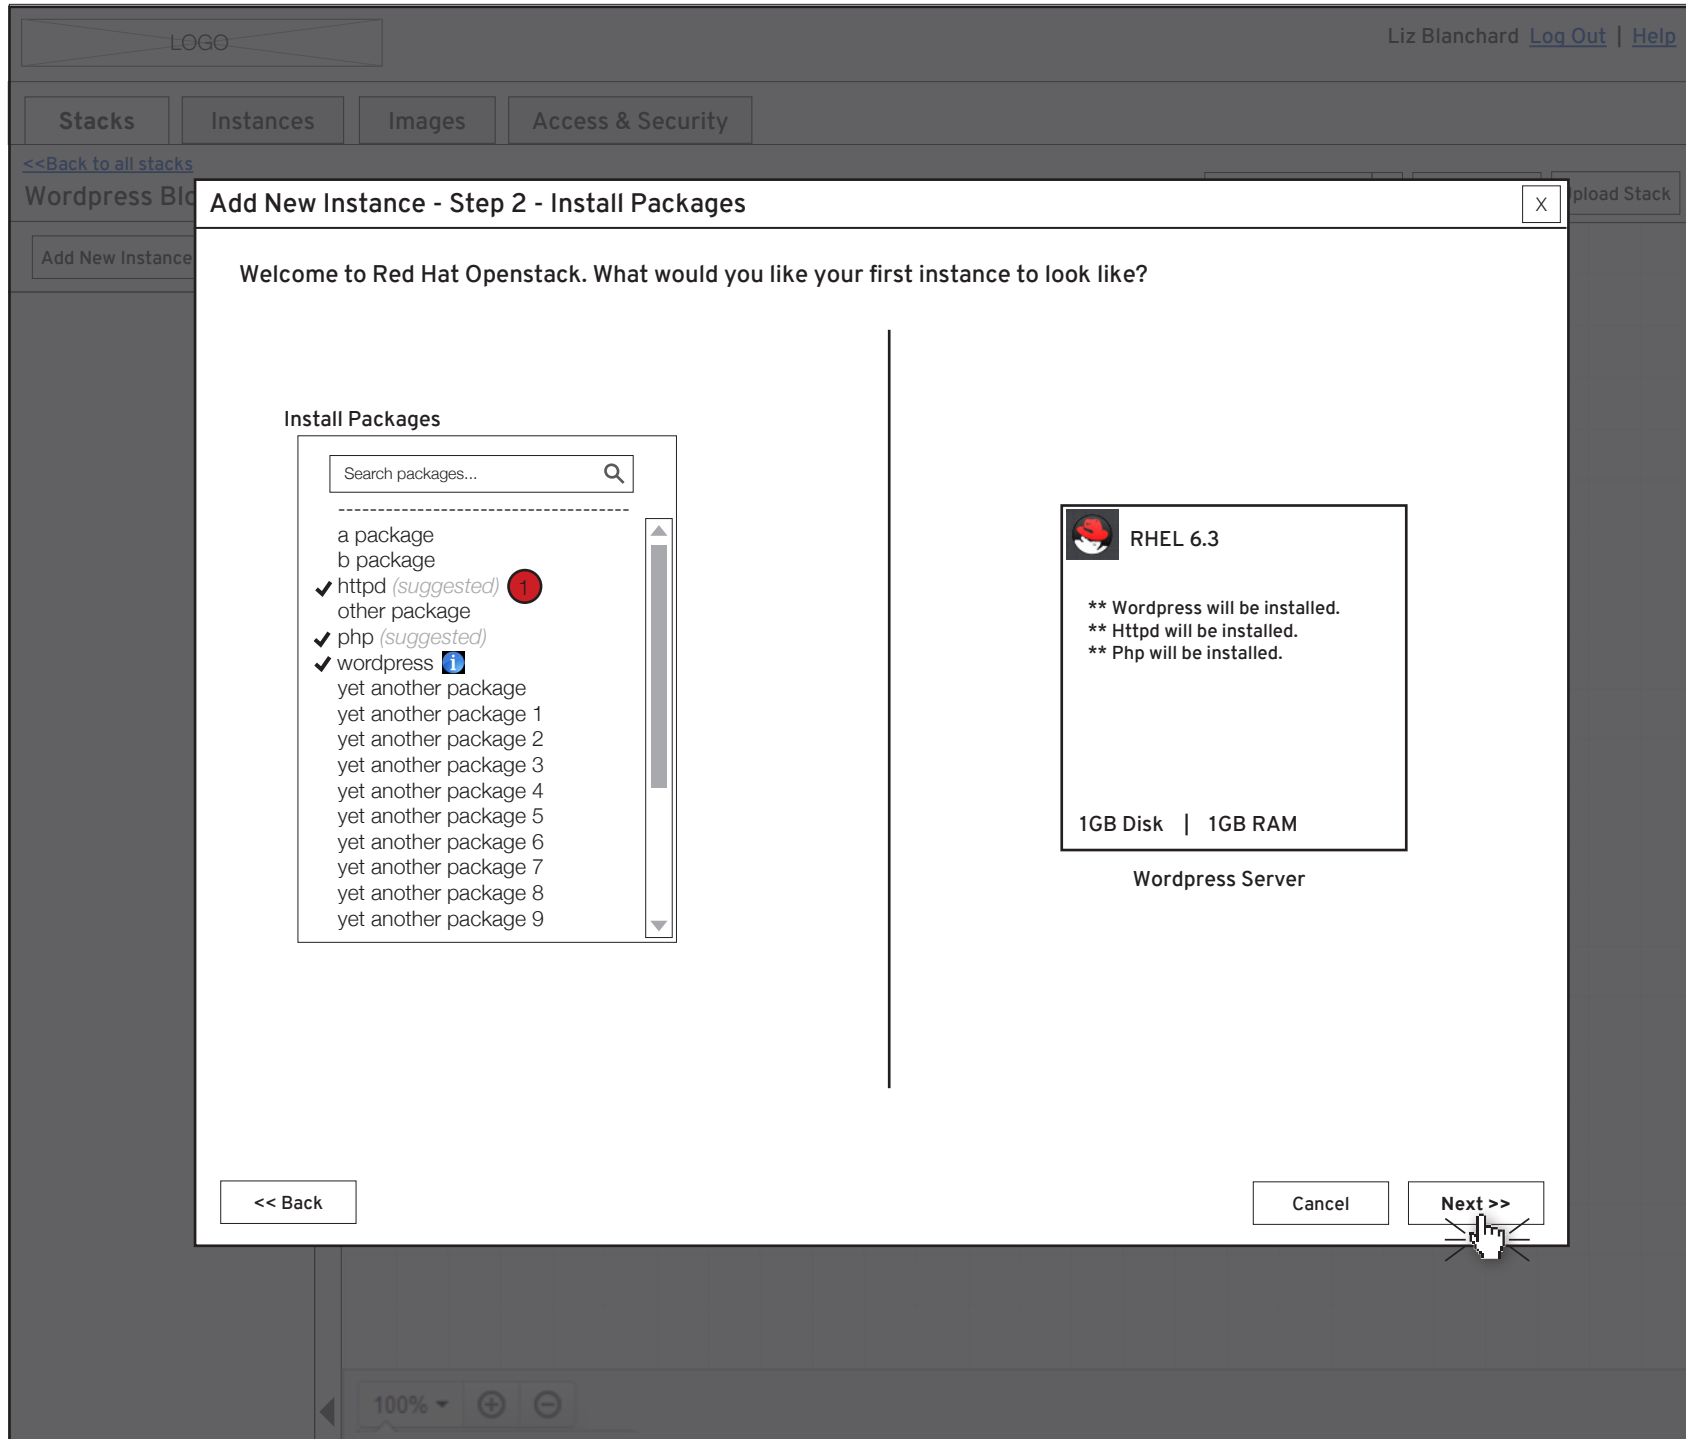 LOGO
Liz Blanchard Log Out | Help
Stacks
Instances
Images
Access & Security
<<Back to all stacks
Wordpress
Upload Stack
Add New Instance
Add New Instance - Step 2 - Install Packages
X
Welcome to Red Hat Openstack. What would you like your first instance to look like?
Install Packages
Search packages...
------------------------------------
a package
b package
httpd (suggested) 1
other package
php (suggested)
wordpress i
yet another package
yet another package 1
yet another package 2
yet another package 3
yet another package 4
yet another package 5
yet another package 6
yet another package 7
yet another package 8
yet another package 9
RHEL 6.3
** Wordpress will be installed.
** Httpd will be installed.
** Php will be installed.
1GB Disk | 1GB RAM
Wordpress Server
<< Back
Cancel
Next >>
100%